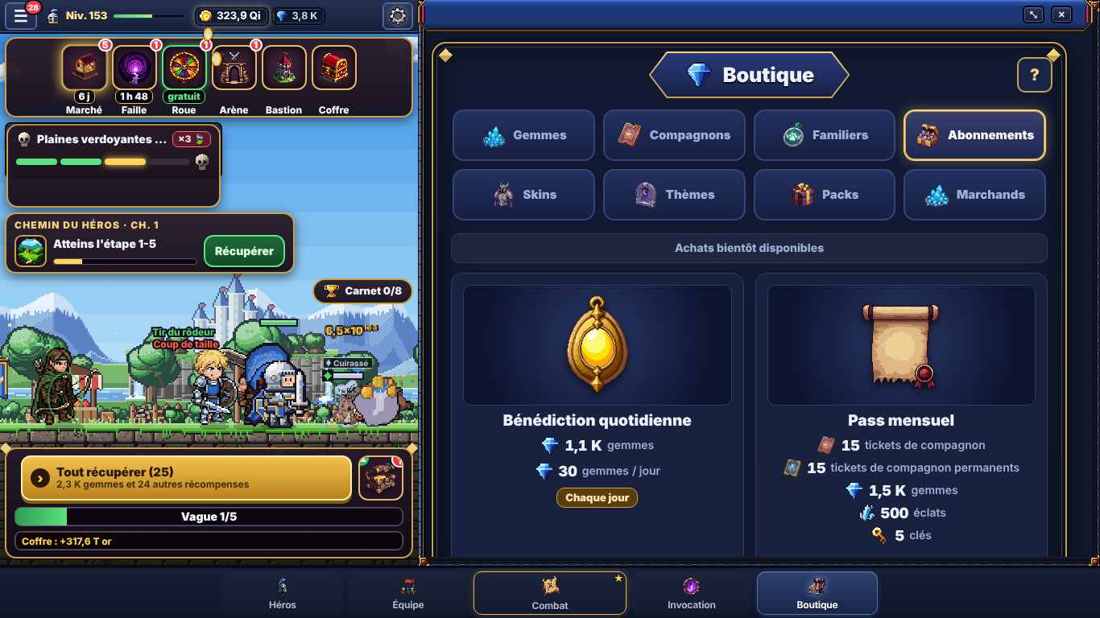 28
Niv. 153
323,9 Qi
3,8 K
5
6 j
Marché
1
1 h 48
Faille
1
gratuit
Roue
1
Arène
Bastion
Coffre
Plaines verdoyantes ...
×3
CHEMIN DU HÉROS · CH. 1
Atteins l'étape 1-5
Récupérer
Carnet 0/8
Tir du rôdeur
Coup de taille
Cuirassé
Tout récupérer (25)
2,3 K gemmes et 24 autres récompenses
Vague 1/5
Coffre : +317,6 T or
Boutique
?
Gemmes
Compagnons
Familiers
Abonnements
Skins
Thèmes
Packs
Marchands
Achats bientôt disponibles
Bénédiction quotidienne
1,1 K gemmes
30 gemmes / jour
Chaque jour
Pass mensuel
15 tickets de compagnon
15 tickets de compagnon permanents
1,5 K gemmes
500 éclats
5 clés
Héros
Équipe
Combat
Invocation
Boutique